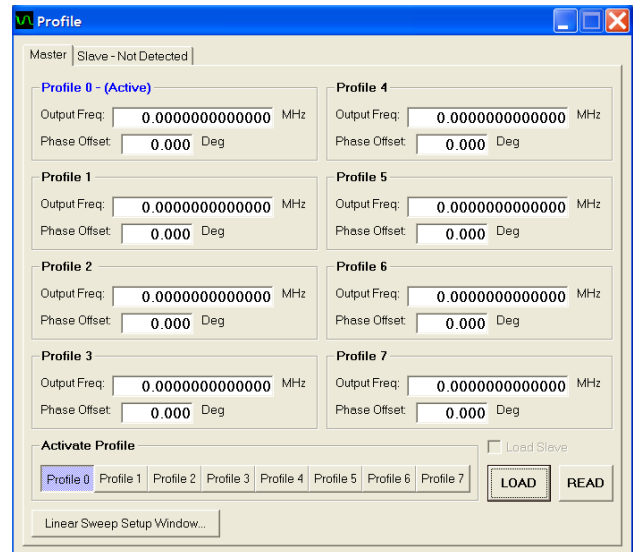 Profile
Master Slave - Not Detected
Profile 0 - (Active)
Output Freq: 0.0000000000000 MHz
Phase Offset: 0.000 Deg
Profile 1
Output Freq: 0.0000000000000 MHz
Phase Offset: 0.000 Deg
Profile 2
Output Freq: 0.0000000000000 MHz
Phase Offset: 0.000 Deg
Profile 3
Output Freq: 0.0000000000000 MHz
Phase Offset: 0.000 Deg
Profile 4
Output Freq: 0.0000000000000 MHz
Phase Offset: 0.000 Deg
Profile 5
Output Freq: 0.0000000000000 MHz
Phase Offset: 0.000 Deg
Profile 6
Output Freq: 0.0000000000000 MHz
Phase Offset: 0.000 Deg
Profile 7
Output Freq: 0.0000000000000 MHz
Phase Offset: 0.000 Deg
Activate Profile
Profile 0 Profile 1 Profile 2 Profile 3 Profile 4 Profile 5 Profile 6 Profile 7
Load Slave
LOAD READ
Linear Sweep Setup Window...